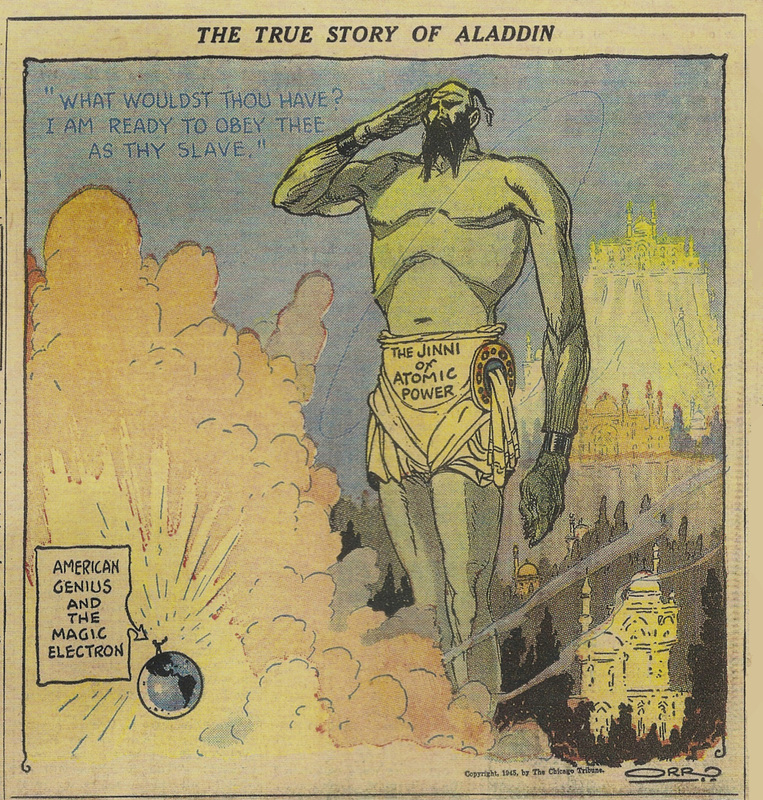 THE TRUE STORY OF ALADDIN
"WHAT WOULDST THOU HAVE?
I AM READY TO OBEY THEE
AS THY SLAVE."
THE JINNI
OF
ATOMIC
POWER
AMERICAN
GENIUS
AND
THE
MAGIC
ELECTRON
Copyright, 1945, by The Chicago Tribune.
ORR